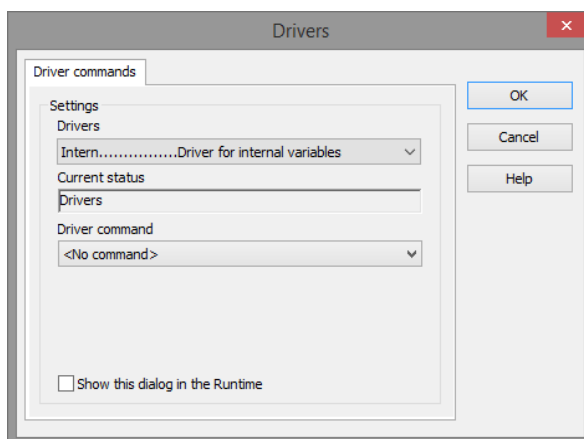 Drivers
Driver commands
Settings
Drivers
Intern................Driver for internal variables
Current status
Drivers
Driver command
<No command>
Show this dialog in the Runtime
OK
Cancel
Help